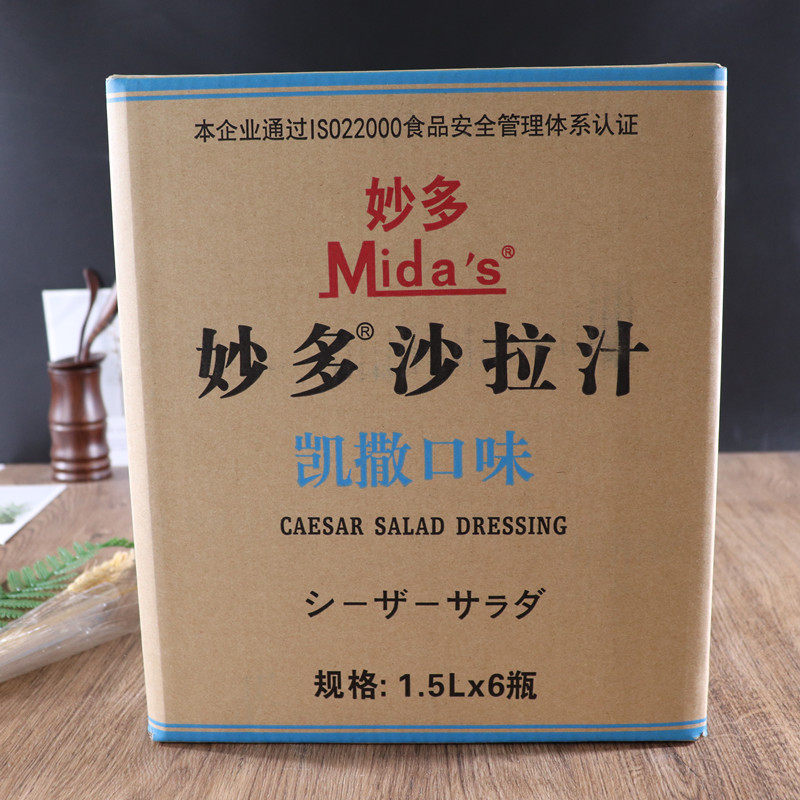 本企业通过ISO22000食品安全管理体系认证
妙多
Mida's®
妙多®沙拉汁
凯撒口味
CAESAR SALAD DRESSING
シーザーサラダ
规格: 1.5Lx6瓶